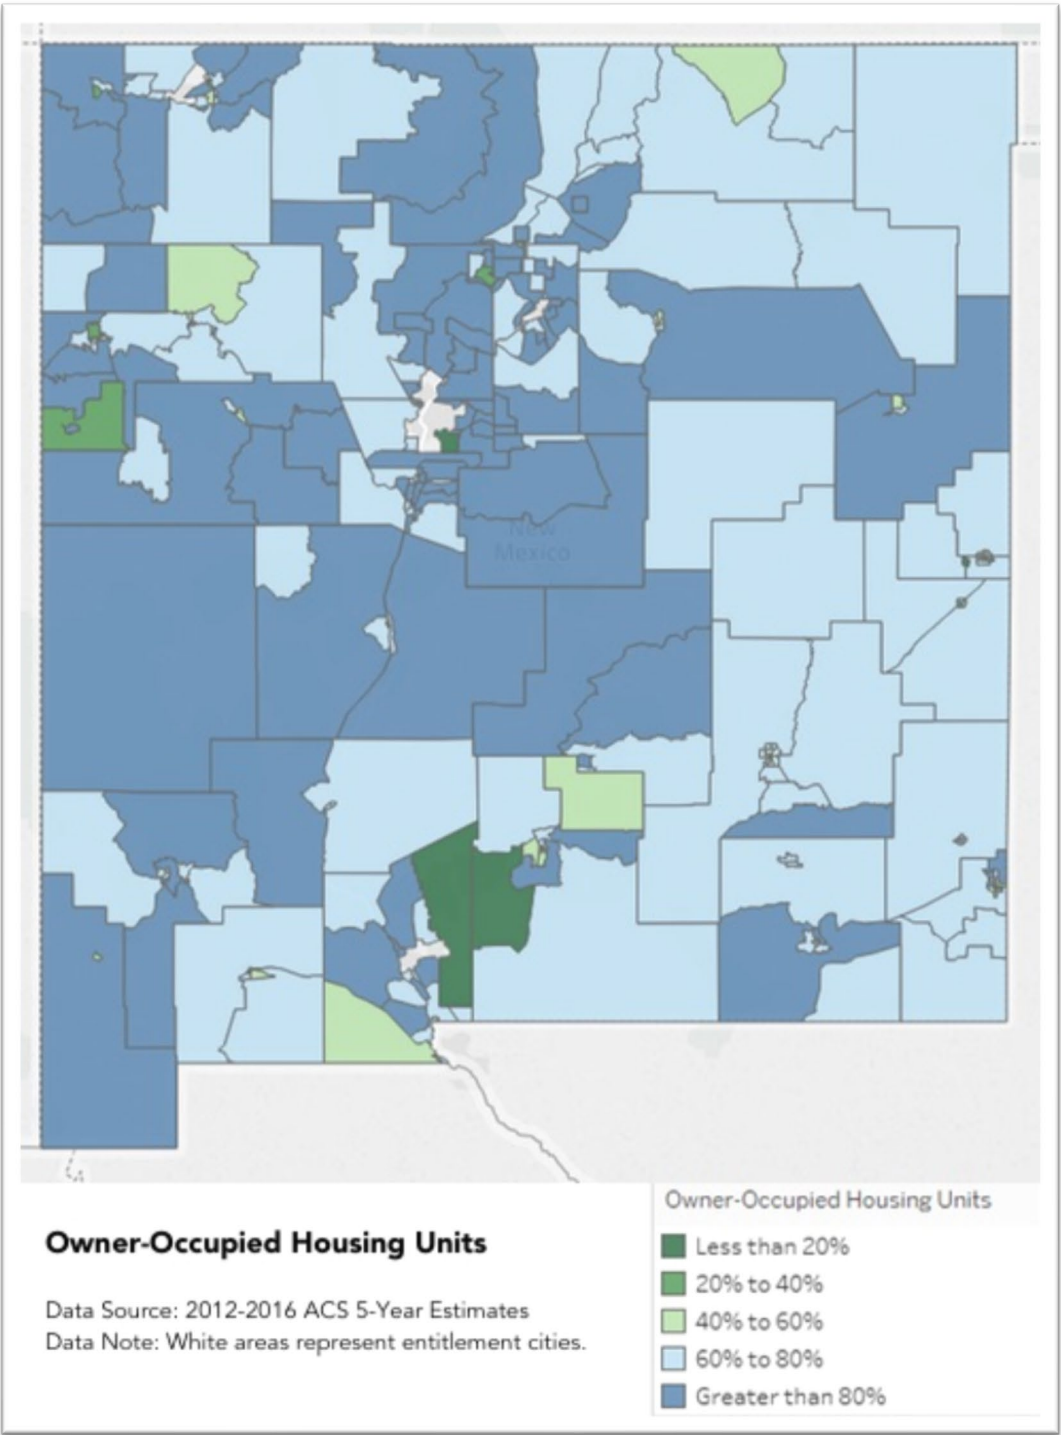 New
Mexico
Owner-Occupied Housing Units
Data Source: 2012-2016 ACS 5-Year Estimates
Data Note: White areas represent entitlement cities.
Owner-Occupied Housing Units
Less than 20%
20% to 40%
40% to 60%
60% to 80%
Greater than 80%